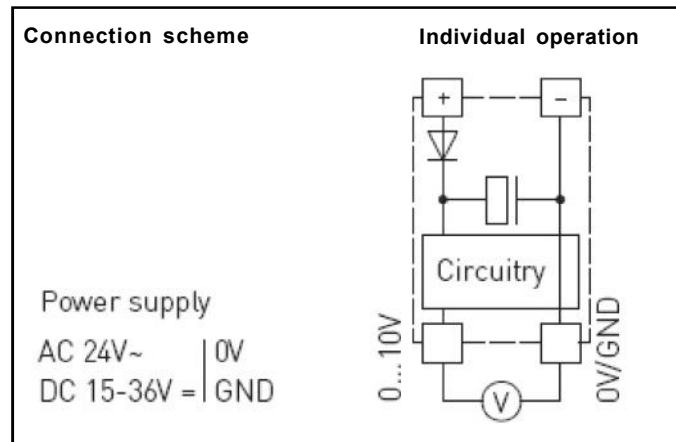 Connection scheme
Individual operation
+ −
Circuitry
Power supply
AC 24V~ | 0V
DC 15-36V = | GND
0...10V
0V/GND
V